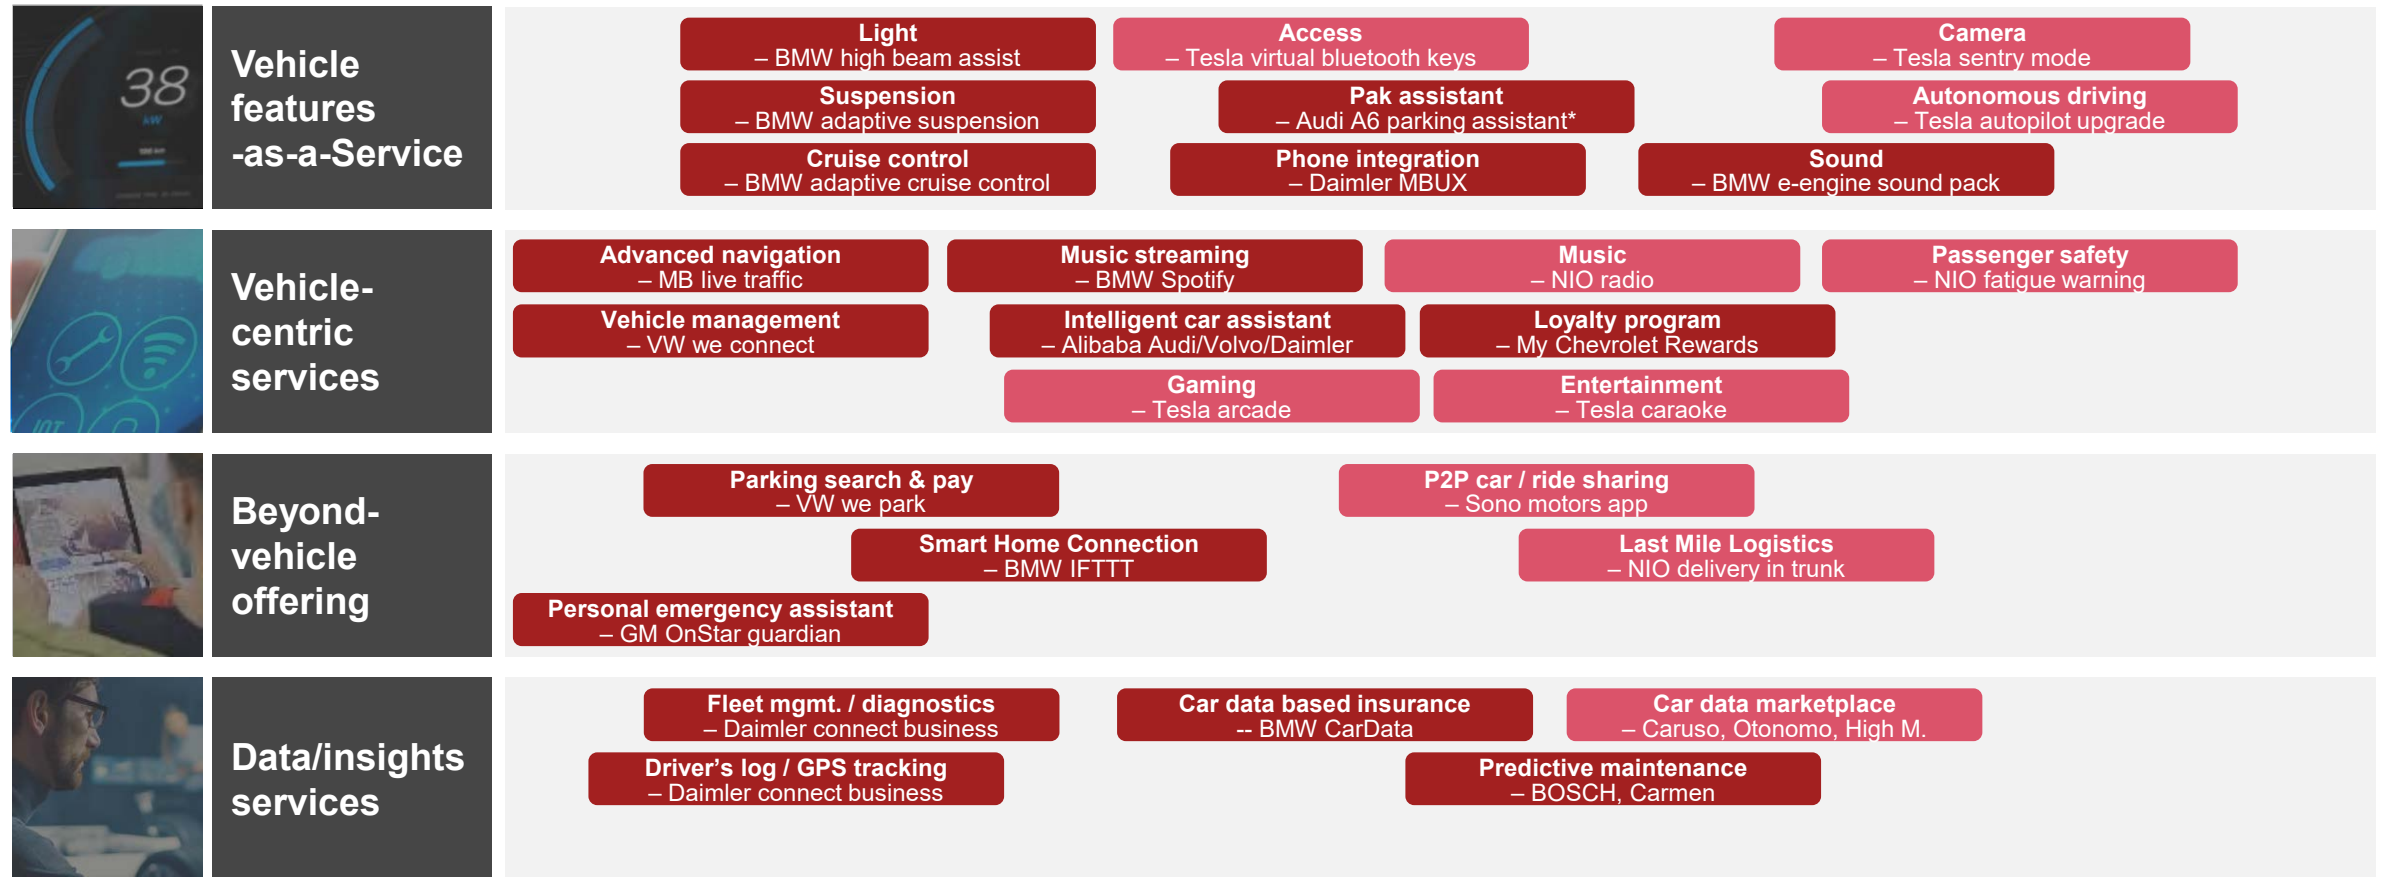 38
kW
Vehicle
features
-as-a-Service
Light
– BMW high beam assist
Access
– Tesla virtual bluetooth keys
Camera
– Tesla sentry mode
Suspension
– BMW adaptive suspension
Pak assistant
– Audi A6 parking assistant*
Autonomous driving
– Tesla autopilot upgrade
Cruise control
– BMW adaptive cruise control
Phone integration
– Daimler MBUX
Sound
– BMW e-engine sound pack
IOT
Vehicle-
centric
services
Advanced navigation
– MB live traffic
Music streaming
– BMW Spotify
Music
– NIO radio
Passenger safety
– NIO fatigue warning
Vehicle management
– VW we connect
Intelligent car assistant
– Alibaba Audi/Volvo/Daimler
Loyalty program
– My Chevrolet Rewards
Gaming
– Tesla arcade
Entertainment
– Tesla caraoke
Beyond-
vehicle
offering
Parking search & pay
– VW we park
P2P car / ride sharing
– Sono motors app
Smart Home Connection
– BMW IFTTT
Last Mile Logistics
– NIO delivery in trunk
Personal emergency assistant
– GM OnStar guardian
Data/insights
services
Fleet mgmt. / diagnostics
– Daimler connect business
Car data based insurance
-- BMW CarData
Car data marketplace
– Caruso, Otonomo, High M.
Driver’s log / GPS tracking
– Daimler connect business
Predictive maintenance
– BOSCH, Carmen